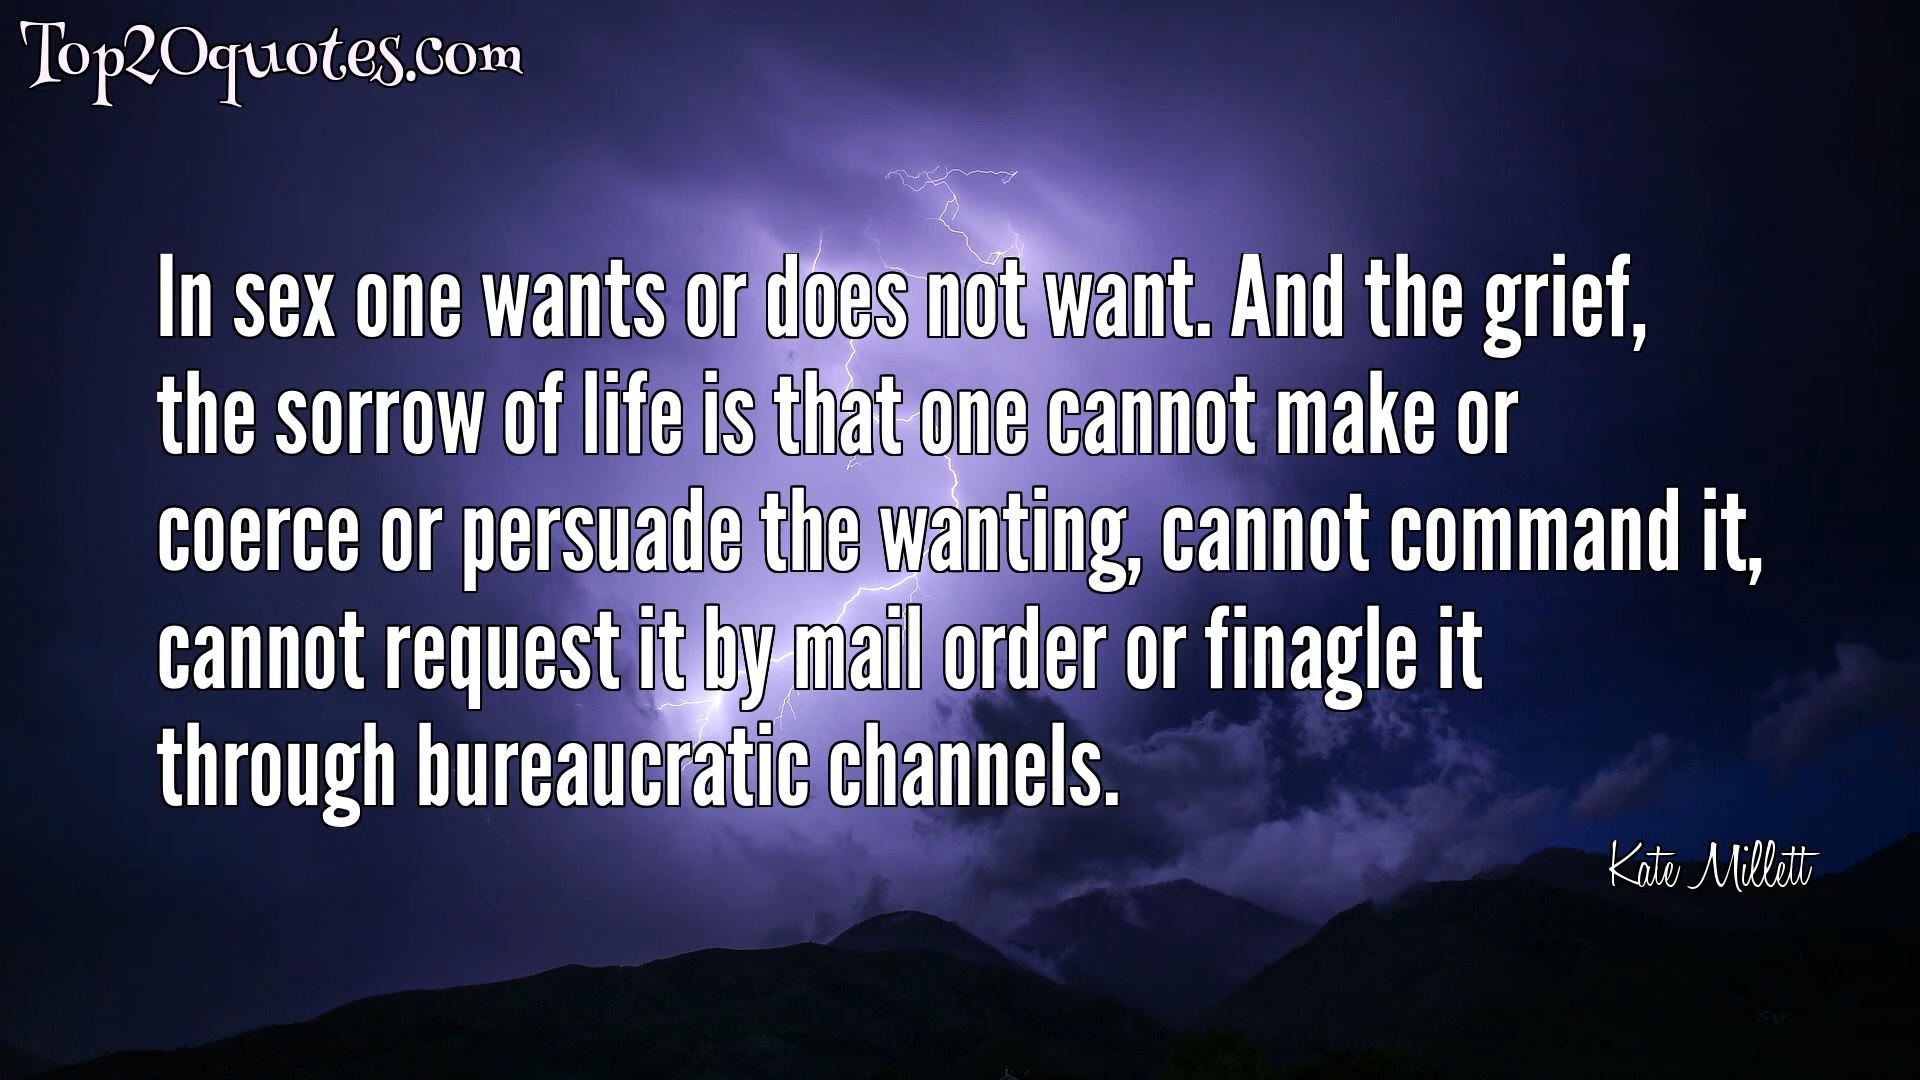 Top20quotes.com
In sex one wants or does not want. And the grief,
the sorrow of life is that one cannot make or
coerce or persuade the wanting, cannot command it,
cannot request it by mail order or finagle it
through bureaucratic channels.
Kate Millett